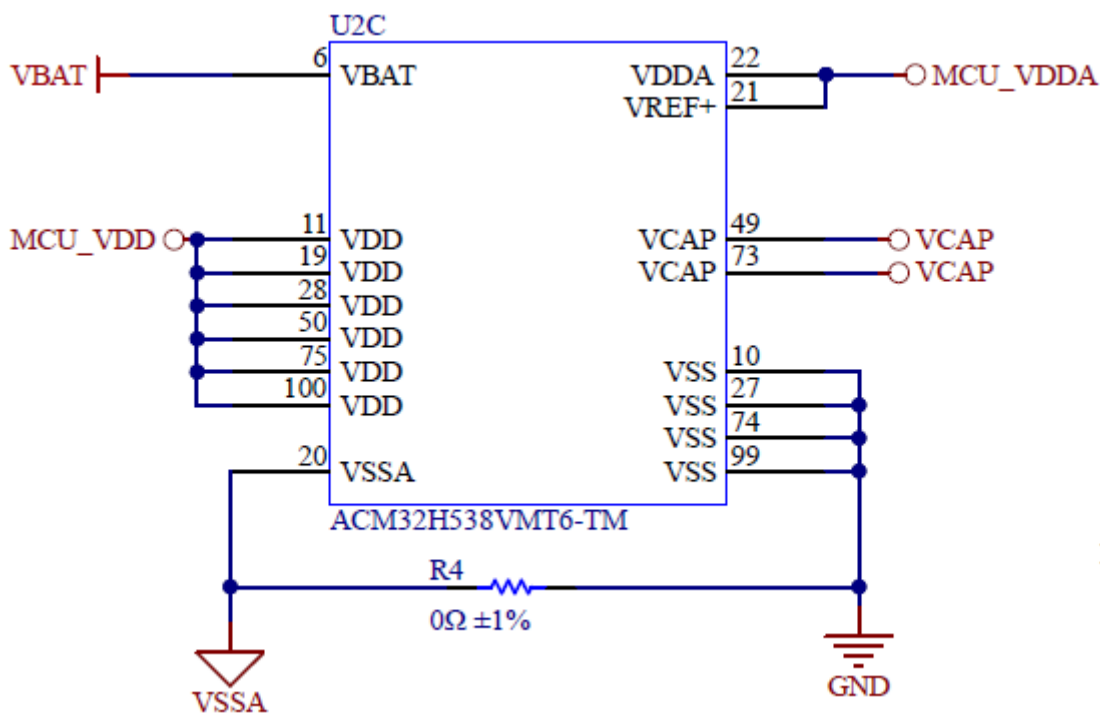 U2C
VBAT
6
VBAT
VDDA
22
MCU_VDDA
VREF+
21
MCU_VDD
11
VDD
VCAP
49
VCAP
19
VDD
VCAP
73
VCAP
28
VDD
50
VDD
75
VDD
VSS
10
100
VDD
VSS
27
VSS
74
20
VSSA
VSS
99
ACM32H538VMT6-TM
R4
0Ω ±1%
VSSA
GND